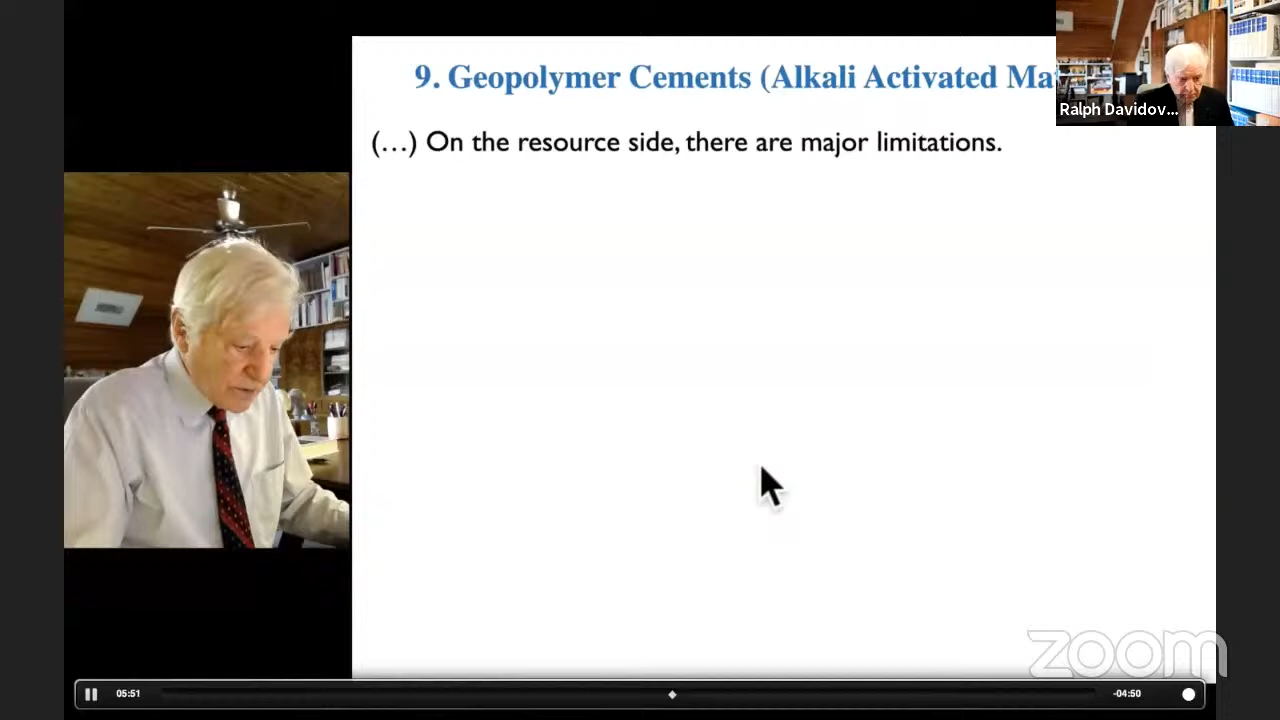 9. Geopolymer Cements (Alkali Activated
Ralph Davidov...
(...) On the resource side, there are major limitations.
zoom
05:51
-04:50